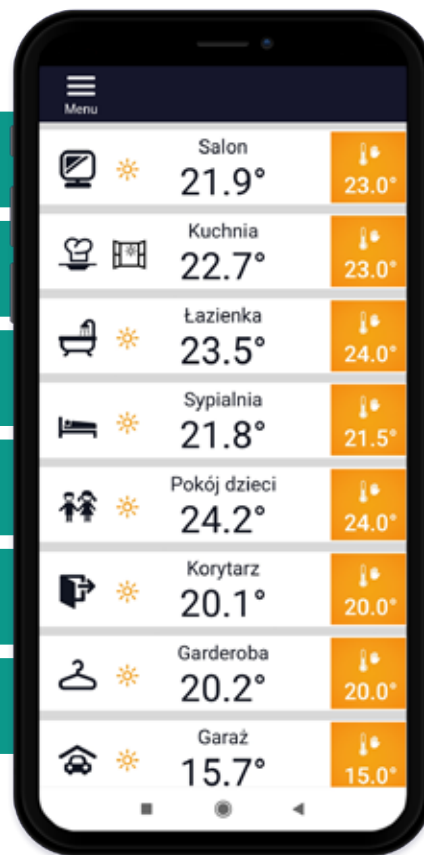 Menu
Salon
21.9°
23.0°
Kuchnia
22.7°
23.0°
Łazienka
23.5°
24.0°
Sypialnia
21.8°
21.5°
Pokój dzieci
24.2°
24.0°
Korytarz
20.1°
20.0°
Garderoba
20.2°
20.0°
Garaż
15.7°
15.0°